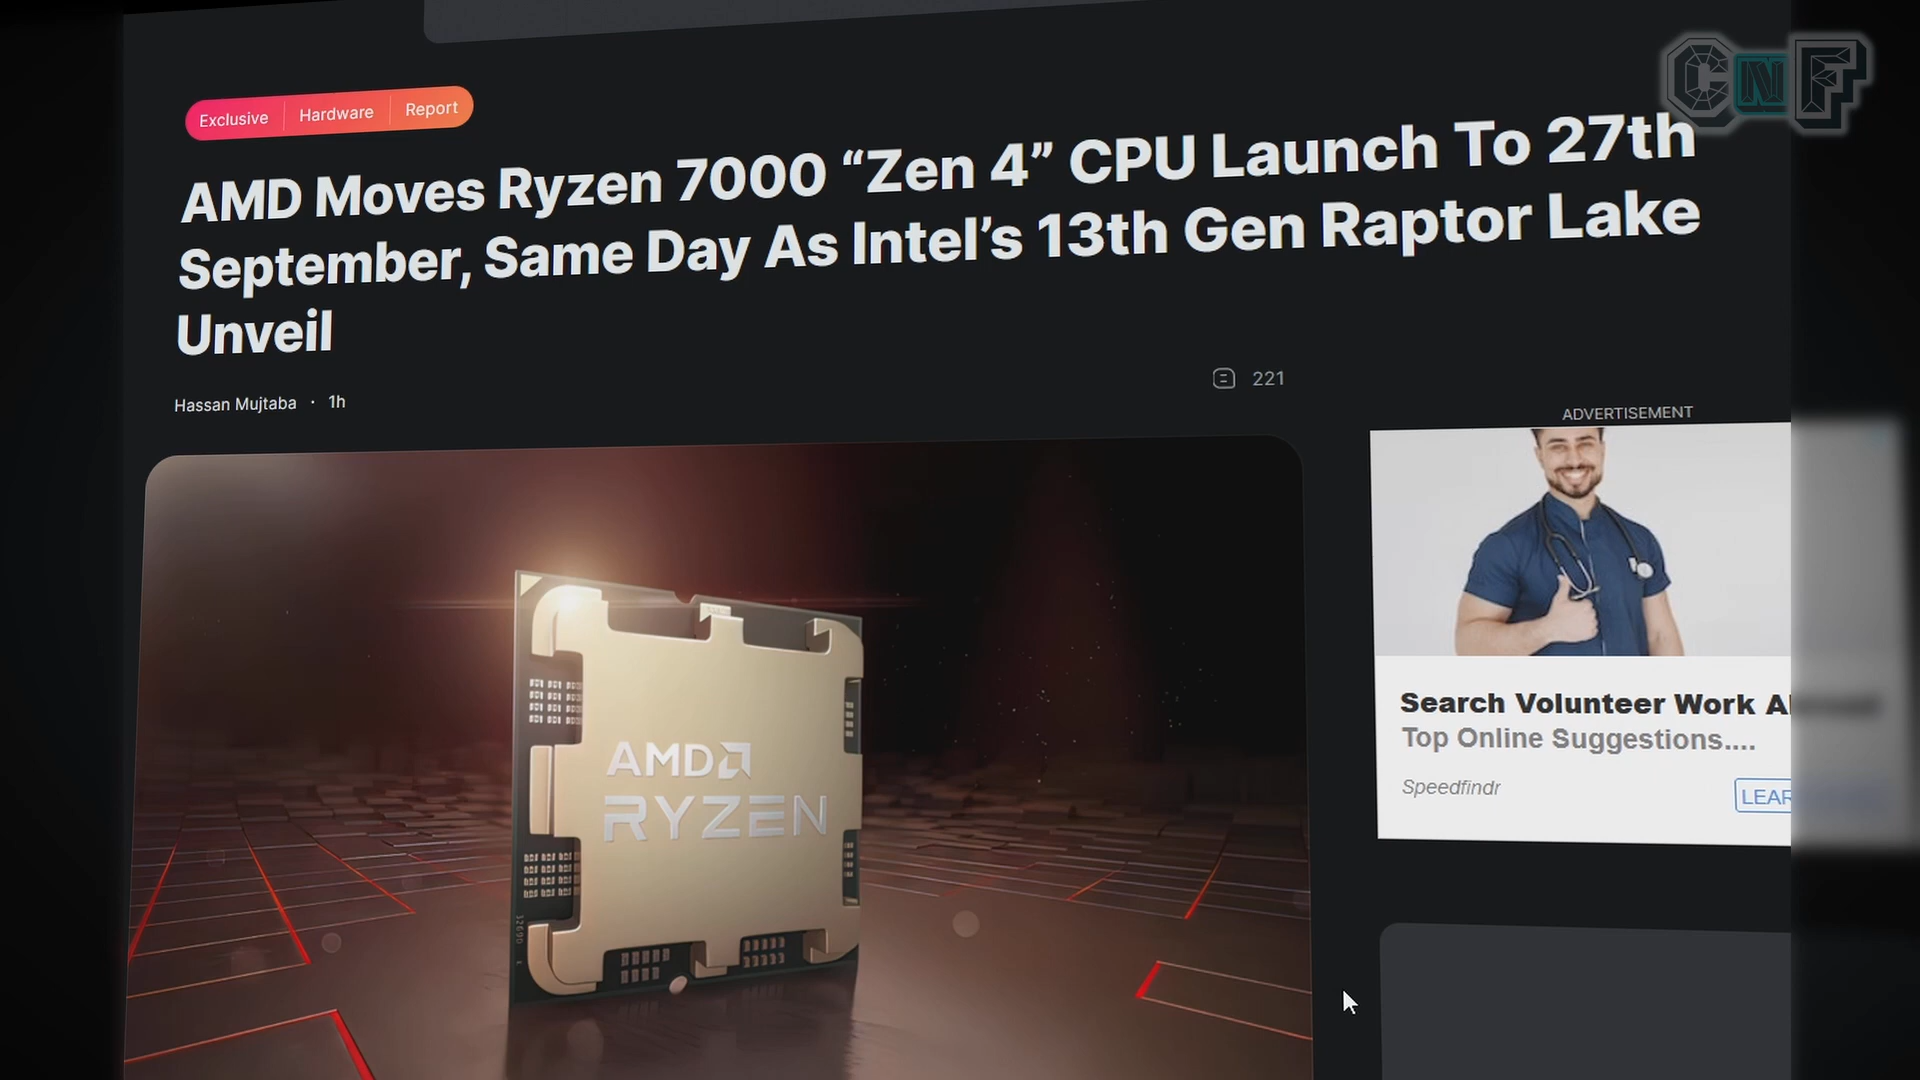 CnF
Exclusive
Hardware
Report
AMD Moves Ryzen 7000 “Zen 4” CPU Launch To 27th
September, Same Day As Intel’s 13th Gen Raptor Lake
Unveil
Hassan Mujtaba · 1h
221
ADVERTISEMENT
AMD
RYZEN
Search Volunteer Work
Top Online Suggestions....
Speedfindr
LEAR